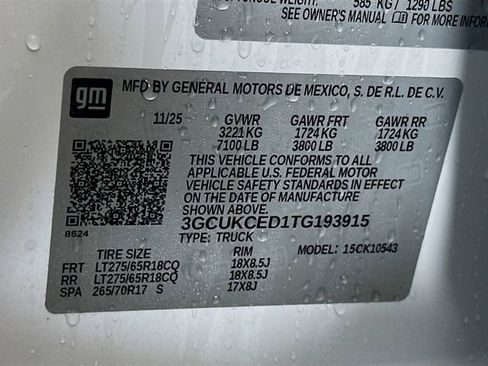 585 KG / 1290 LBS
SEE OWNER'S MANUAL FOR MORE
gm
MFD BY GENERAL MOTORS DE MEXICO, S. DE R.L. DE C.V.
11/25 GVWR GAWR FRT GAWR RR
3221 KG 1724 KG 1724 KG
7100 LB 3800 LB 3800 LB
THIS VEHICLE CONFORMS TO ALL
APPLICABLE U.S. FEDERAL MOTOR
VEHICLE SAFETY STANDARDS IN EFFECT
ON THE DATE OF MANUFACTURE
SHOWN ABOVE.
8624
3GCUKCED1TG193915
TYPE: TRUCK
MODEL: 15CK10543
TIRE SIZE RIM
FRT LT275/65R18CQ 18X8.5J
RR LT275/65R18CQ 18X8.5J
SPA 265/70R17 S 17X8J